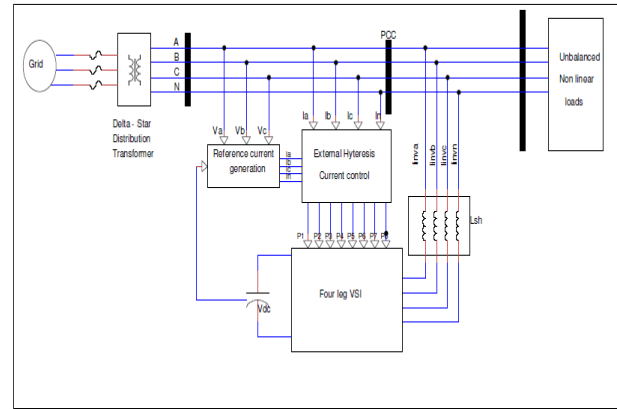 A
PCC
B
Grid
C
N
Unbalanced
Non linear
loads
Delta - Star
Distribution
Transformer
Va
Vb
Vc
Ia
Ib
Ic
In
Reference current
generation
Ia
Ib
Ic
In
External Hyteresis
Current control
Iinva
Iinvb
Iinvc
Iinvn
Lsh
P1
P2
P3
P4
P5
P6
P7
P8
Four leg VSI
Vdc